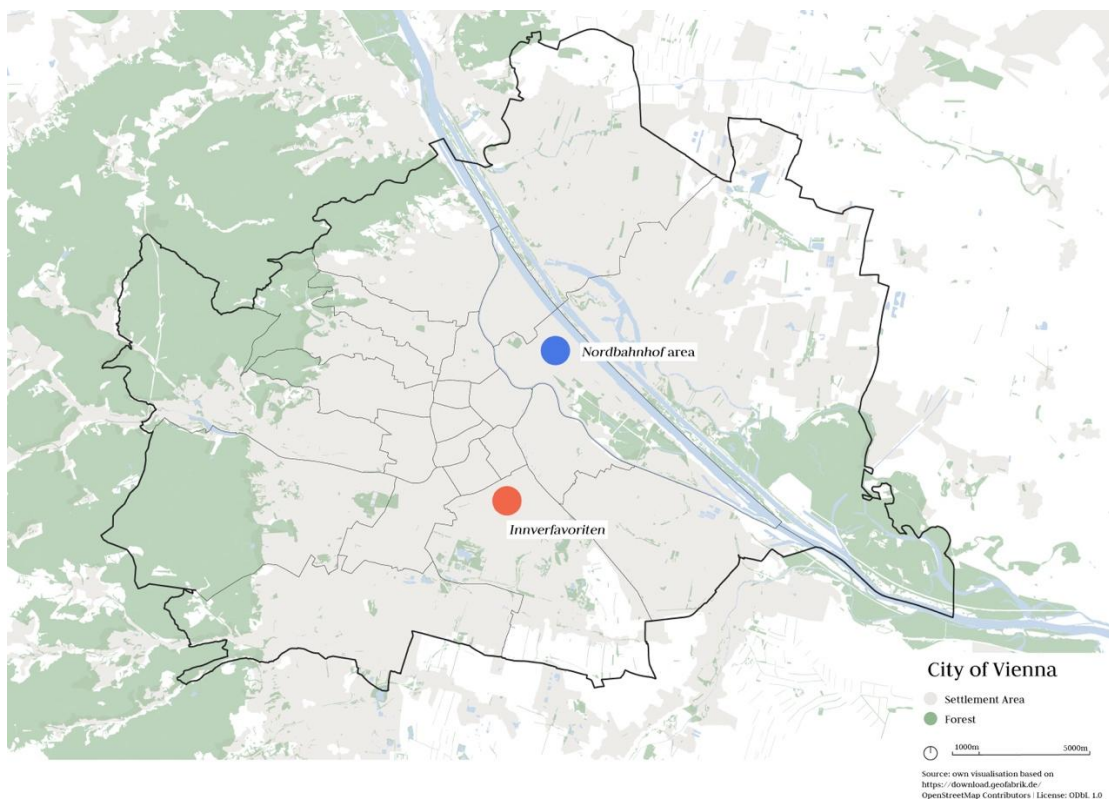 Nordbahnhof area
Innverfavoriten
City of Vienna
Settlement Area
Forest
1000m 5000m
Source: own visualisation based on
https://download.geofabrik.de/
OpenStreetMap Contributors | License: ODbL 1.0